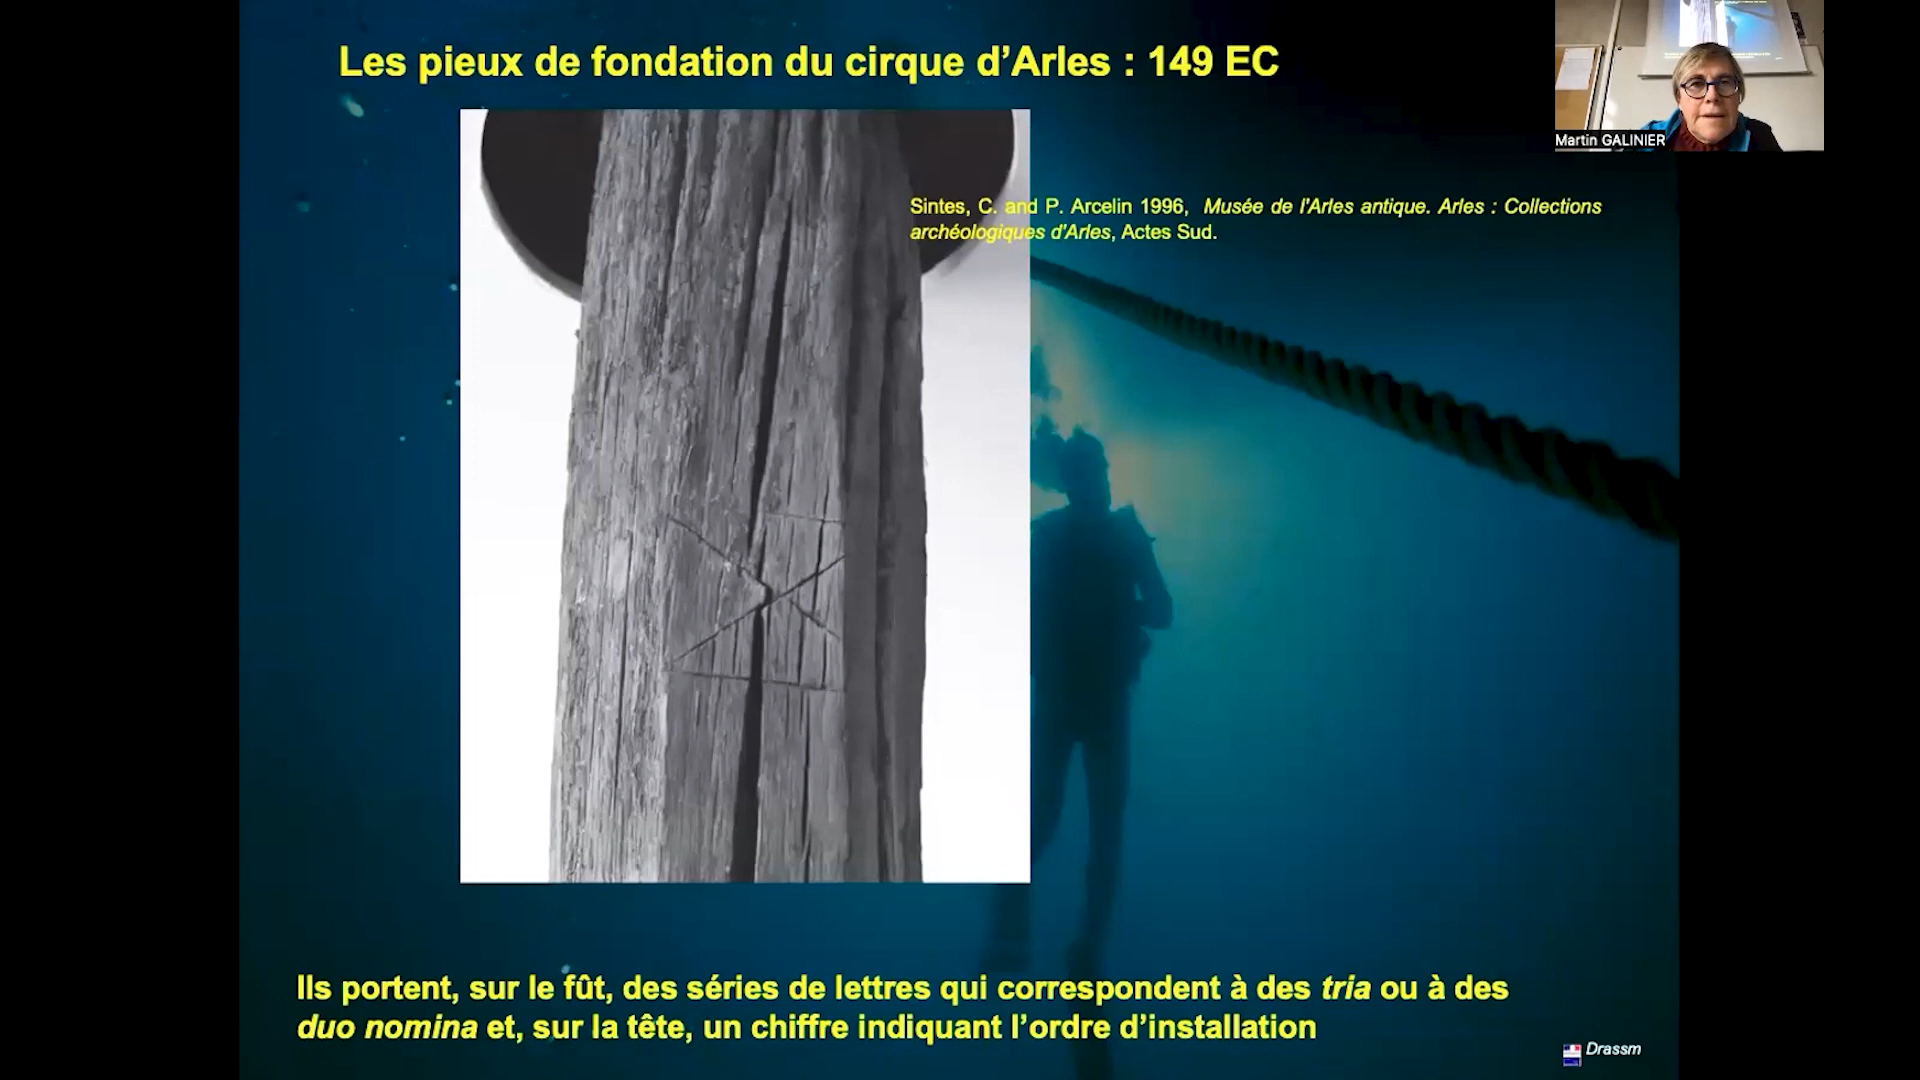 Les pieux de fondation du cirque d’Arles : 149 EC
Martin GALINIER
Sintes, C. and P. Arcelin 1996, Musée de l'Arles antique. Arles : Collections
archéologiques d'Arles, Actes Sud.
Ils portent, sur le fût, des séries de lettres qui correspondent à des tria ou à des
duo nomina et, sur la tête, un chiffre indiquant l’ordre d’installation
Drassm